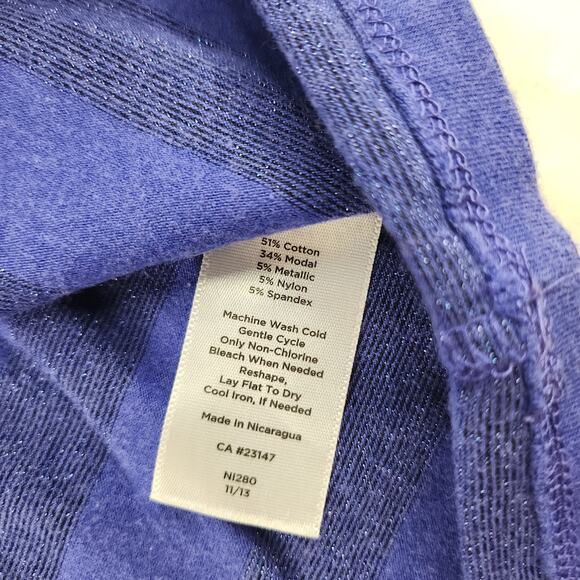 51% Cotton
34% Modal
5% Metallic
5% Nylon
5% Spandex
Machine Wash Cold
Gentle Cycle
Only Non-Chlorine
Bleach When Needed
Reshape,
Lay Flat To Dry
Cool Iron, If Needed
Made in Nicaragua
CA #23147
NI280
11/13